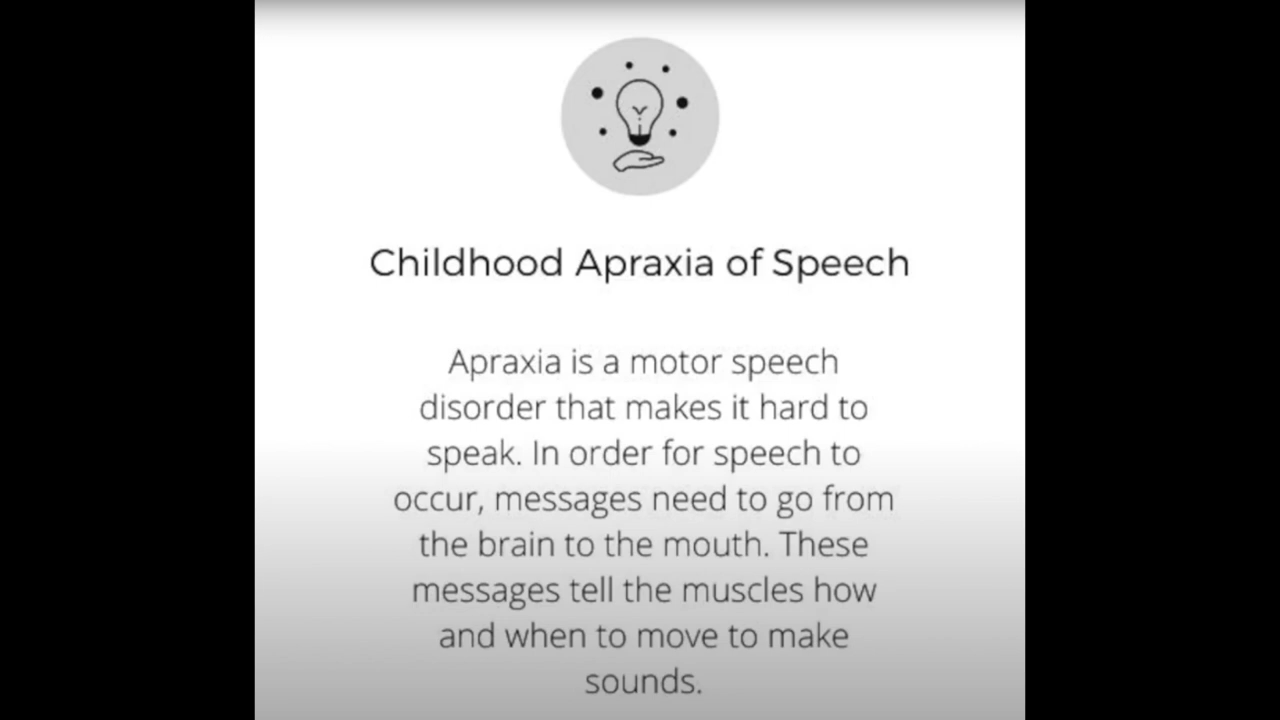 Childhood Apraxia of Speech
Apraxia is a motor speech
disorder that makes it hard to
speak. In order for speech to
occur, messages need to go from
the brain to the mouth. These
messages tell the muscles how
and when to move to make
sounds.